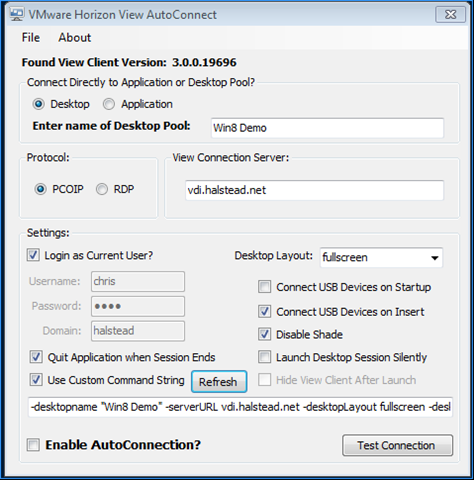 VMware Horizon View AutoConnect
File About
Found View Client Version: 3.0.0.19696
Connect Directly to Application or Desktop Pool?
Desktop Application
Enter name of Desktop Pool: Win8 Demo
Protocol:
PCOIP RDP
View Connection Server:
vdi.halstead.net
Settings:
Login as Current User? Desktop Layout: fullscreen
Username: chris Connect USB Devices on Startup
Password: •••• Connect USB Devices on Insert
Domain: halstead Disable Shade
Quit Application when Session Ends Launch Desktop Session Silently
Use Custom Command String Refresh Hide View Client After Launch
-desktopname "Win8 Demo" -serverURL vdi.halstead.net -desktopLayout fullscreen -desl
Enable AutoConnection? Test Connection